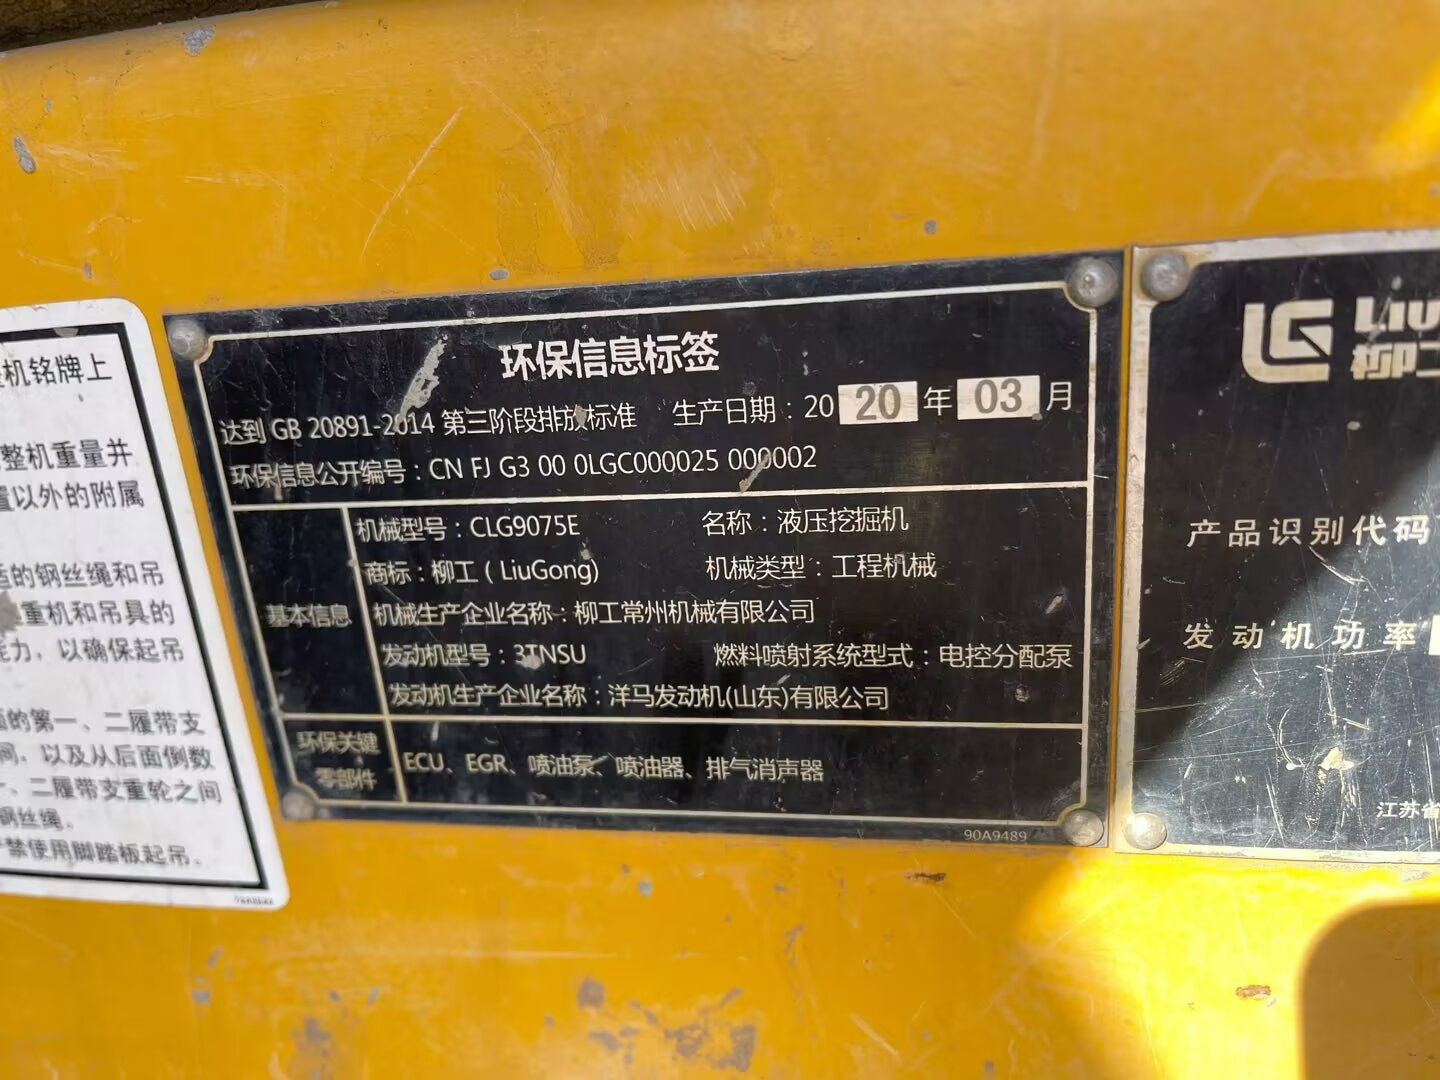 机铭牌上
整机重量并
置以外的附属
适的钢丝绳和吊
重机和吊具的
能力，以确保起吊
的第一、二履带支
间，以及从后面倒数
、二履带支重轮之间
钢丝绳。
禁使用脚踏板起吊。
环保信息标签
达到 GB 20891-2014 第三阶段排放标准 生产日期：2020年03月
环保信息公开编号：CN FJ G3 00 0LGC000025 000002
基本信息
机械型号：CLG9075E 名称：液压挖掘机
商标：柳工 ( LiuGong) 机械类型：工程机械
机械生产企业名称：柳工常州机械有限公司
发动机型号：3TNSU 燃料喷射系统型式：电控分配泵
发动机生产企业名称：洋马发动机(山东)有限公司
环保关键
零部件
ECU、EGR、喷油泵、喷油器、排气消声器
90A9489
LG LIU
柳工
产品识别代码
发动机功率
江苏省